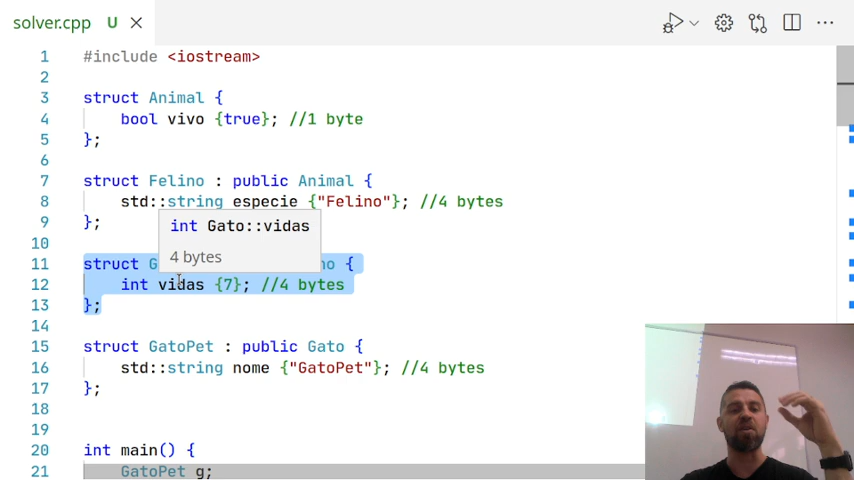 solver.cpp U
1 #include <iostream>
2
3 struct Animal {
4 bool vivo {true}; //1 byte
5 };
6
7 struct Felino : public Animal {
8 std::string especie {"Felino"}; //4 bytes
9 };
int Gato::vidas
10
4 bytes
11 struct G no {
12 int vidas {7}; //4 bytes
13 };
14
15 struct GatoPet : public Gato {
16 std::string nome {"GatoPet"}; //4 bytes
17 };
18
19
20 int main() {
21 GatoPet g;